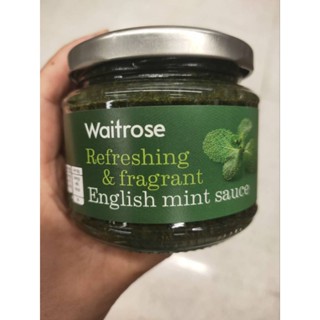 Waitrose
Refreshing
& fragrant
English mint sauce